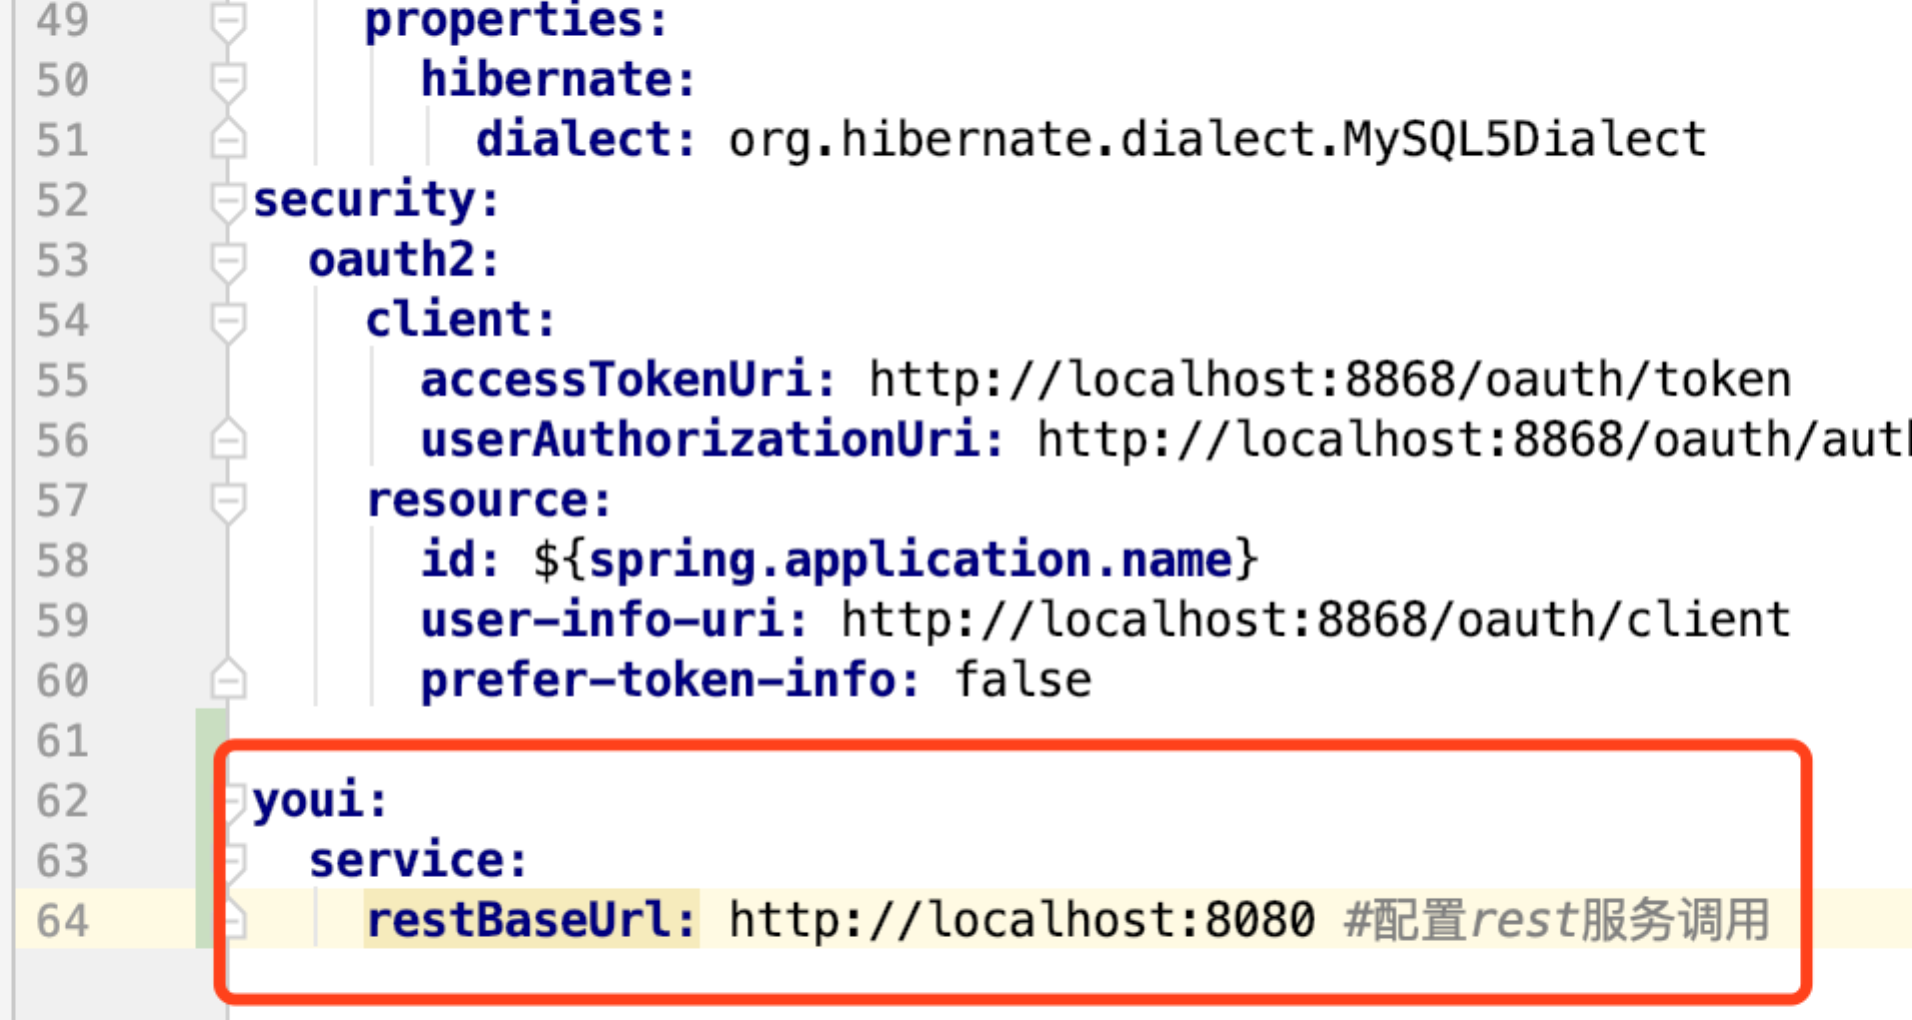 49 properties:
50 hibernate:
51 dialect: org.hibernate.dialect.MySQL5Dialect
52 security:
53 oauth2:
54 client:
55 accessTokenUri: http://localhost:8868/oauth/token
56 userAuthorizationUri: http://localhost:8868/oauth/auth
57 resource:
58 id: ${spring.application.name}
59 user-info-uri: http://localhost:8868/oauth/client
60 prefer-token-info: false
61
62 youi:
63 service:
64 restBaseUrl: http://localhost:8080 #配置rest服务调用